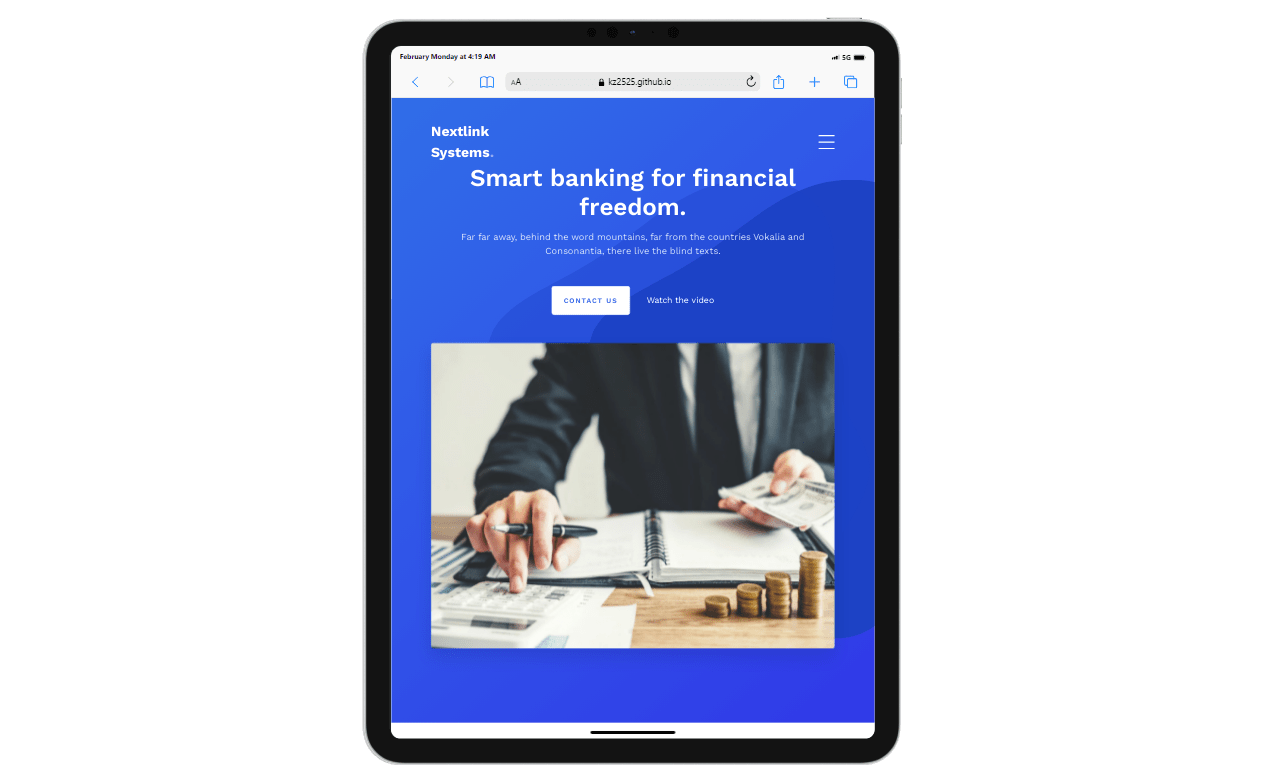 February Monday at 4:19 AM
5G
AA
kz2525.github.io
Nextlink
Systems.
Smart banking for financial
freedom.
Far far away, behind the word mountains, far from the countries Vokalia and
Consonantia, there live the blind texts.
CONTACT US
Watch the video